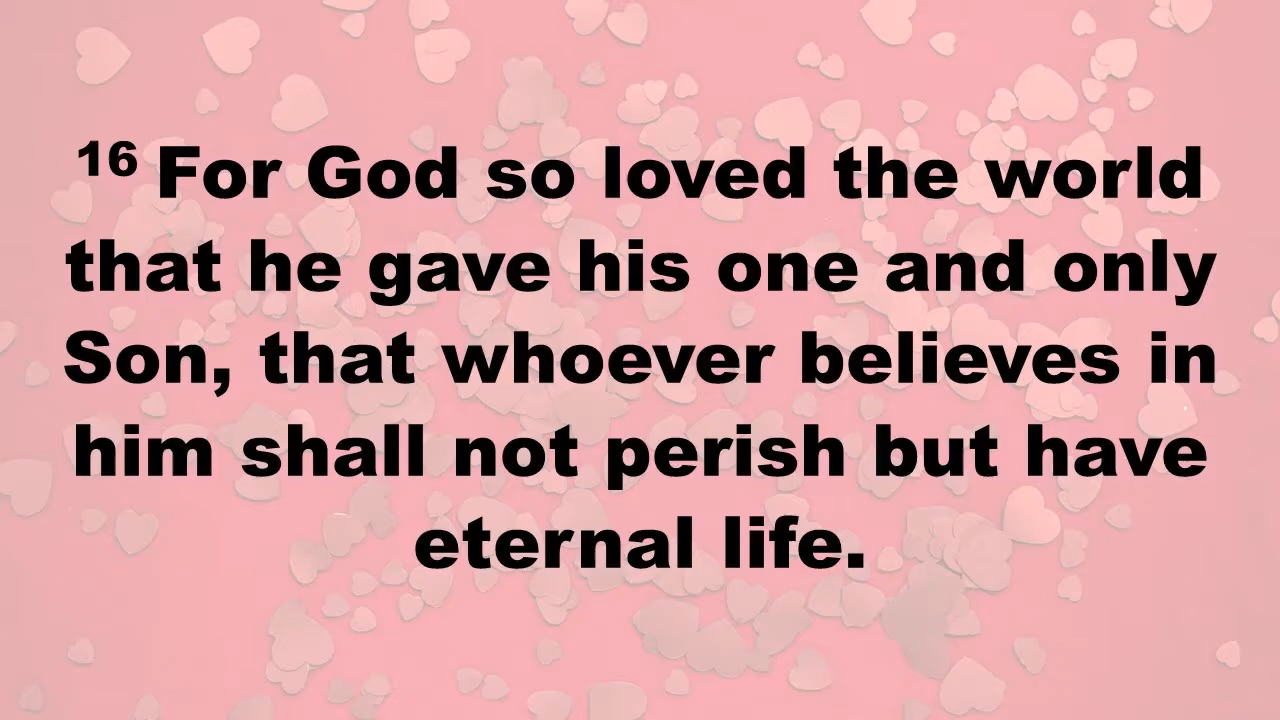 16 For God so loved the world
that he gave his one and only
Son, that whoever believes in
him shall not perish but have
eternal life.